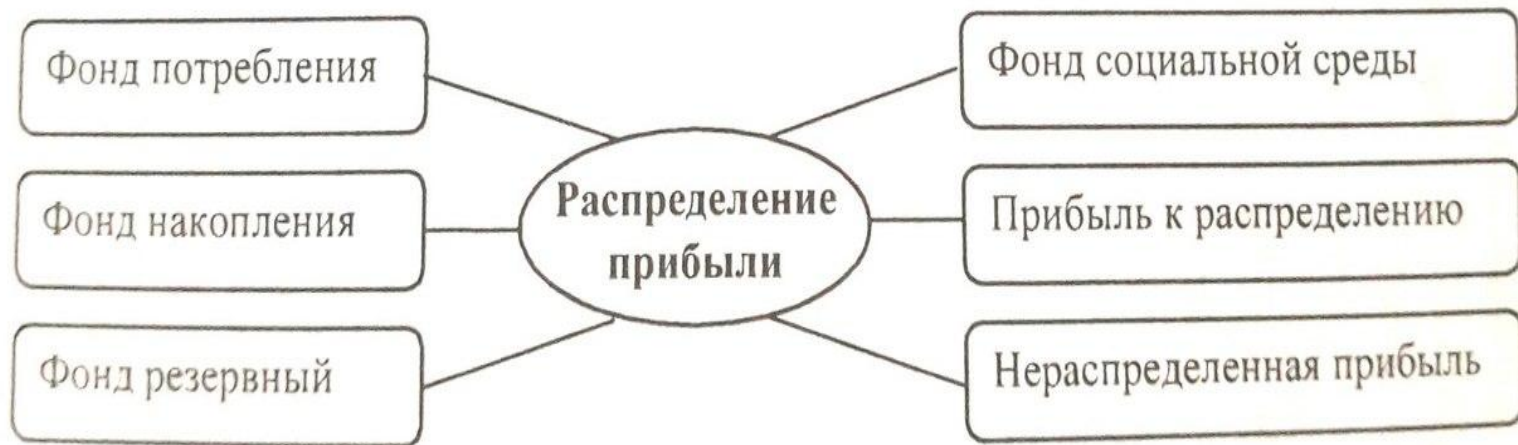 Фонд потребления
Фонд накопления
Фонд резервный
Распределение
прибыли
Фонд социальной среды
Прибыль к распределению
Нераспределенная прибыль